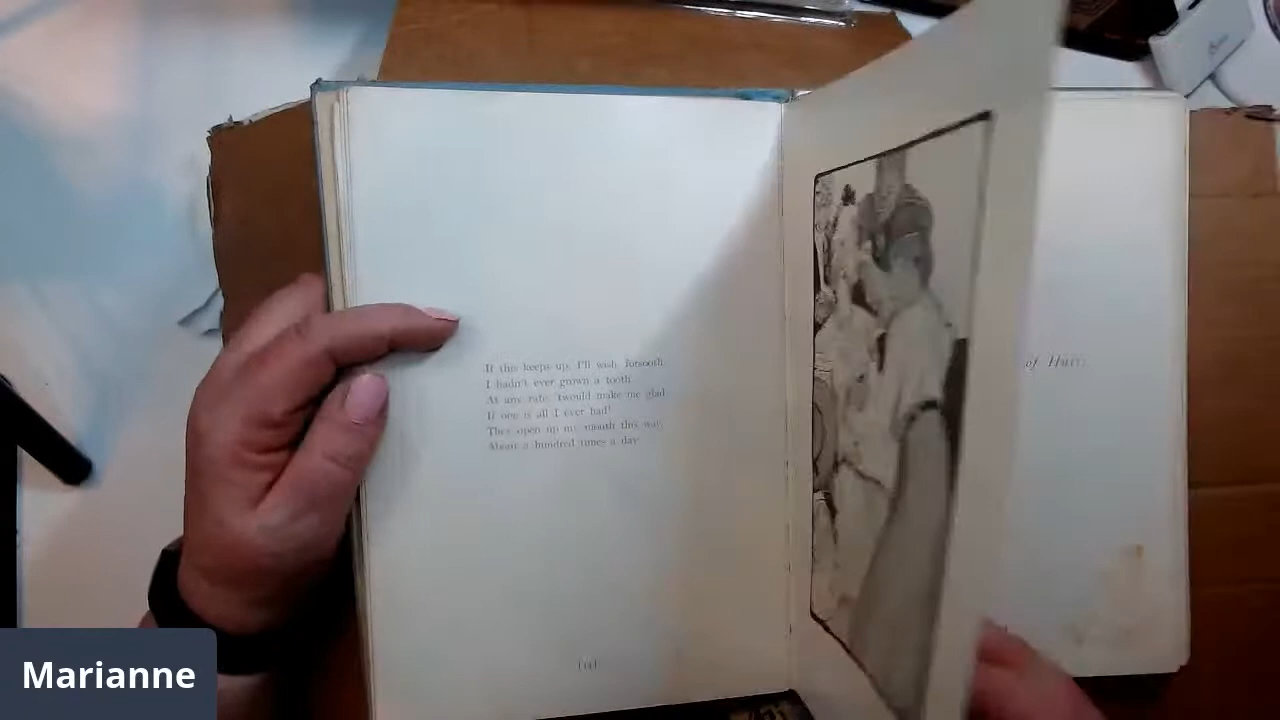 If this keeps up, I'll wish, forsooth
I hadn't ever grown a tooth
At any rate, 'twould make me glad
If one is all I ever had!
They open up my mouth this way,
About a hundred times a day
of
Marianne